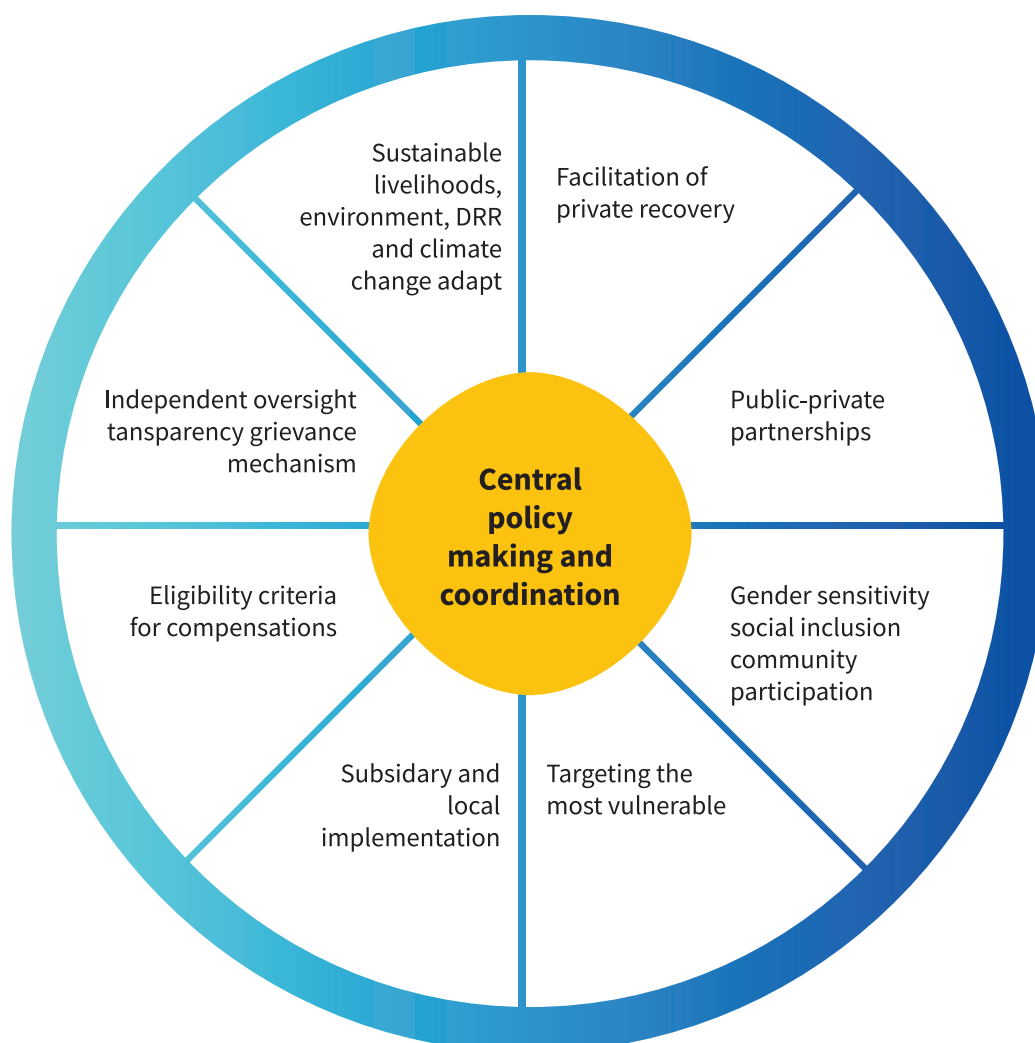 Sustainable
livelihoods,
environment, DRR
and climate
change adapt
Facilitation of
private recovery
Independent oversight
tansparency grievance
mechanism
Public-private
partnerships
Central
policy
making and
coordination
Eligibility criteria
for compensations
Gender sensitivity
social inclusion
community
participation
Subsidary and
local
implementation
Targeting the
most vulnerable